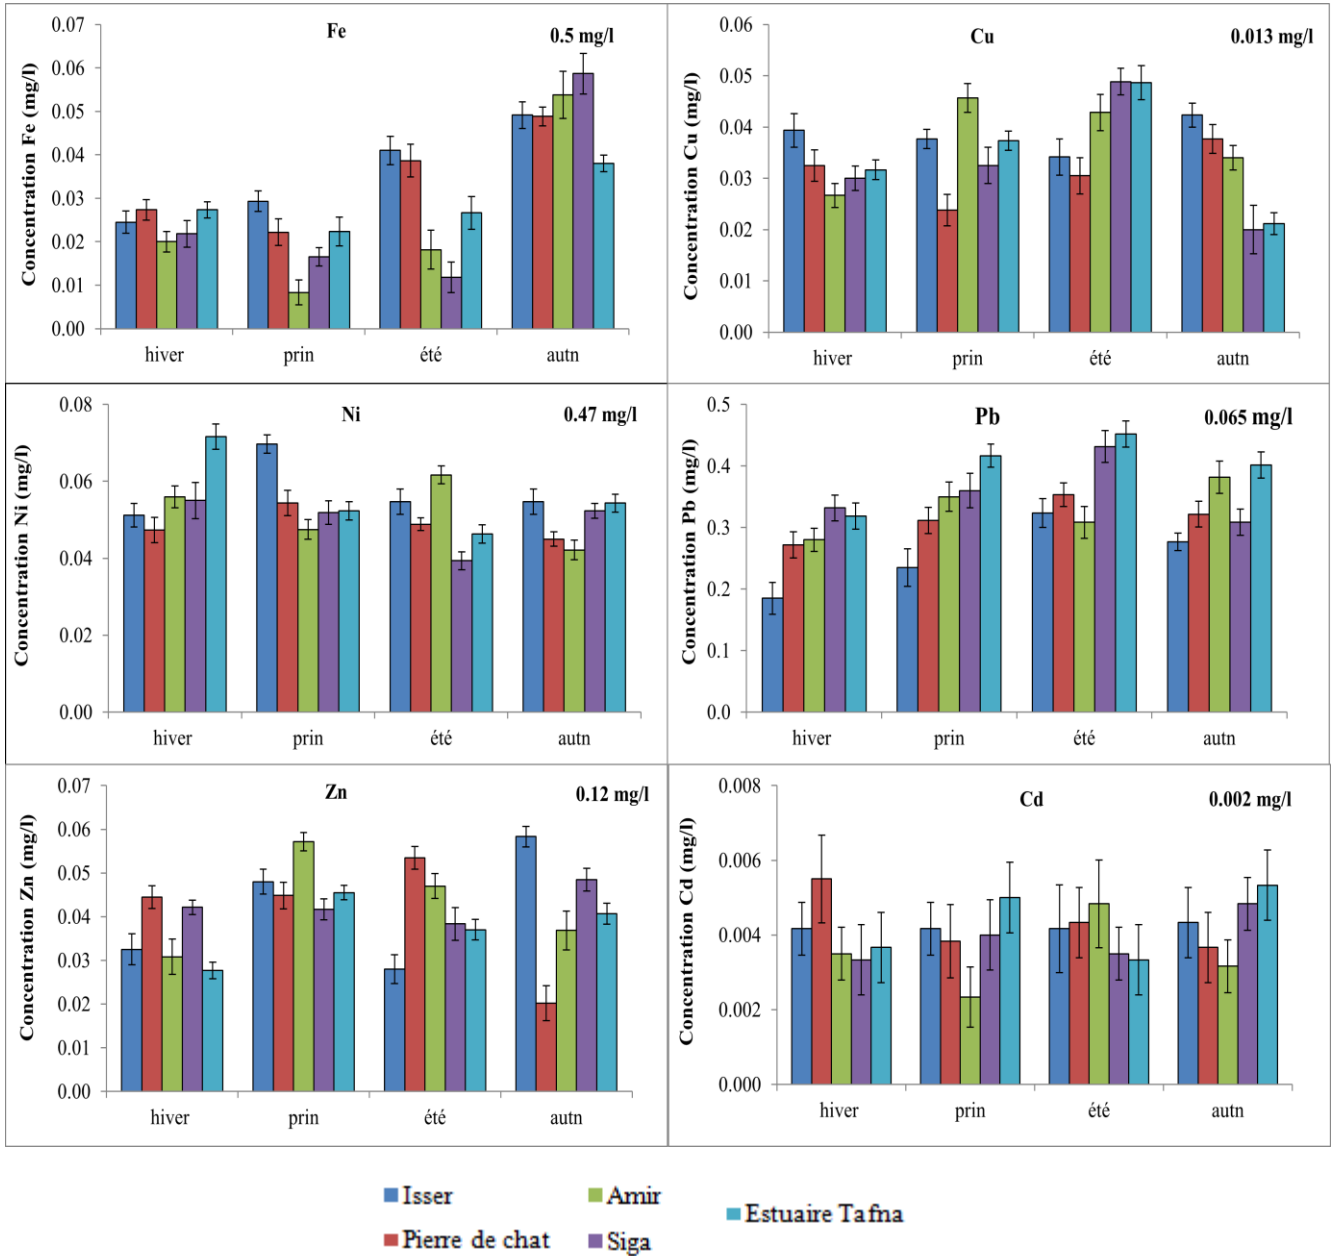 Fe
0.5 mg/l
Concentration Fe (mg/l)
0.07
0.06
0.05
0.04
0.03
0.02
0.01
0.00
hiver prin été autn
Cu
0.013 mg/l
Concentration Cu (mg/l)
0.06
0.05
0.04
0.03
0.02
0.01
0.00
hiver prin été autn
Ni
0.47 mg/l
Concentration Ni (mg/l)
0.08
0.06
0.04
0.02
0.00
hiver prin été autn
Pb
0.065 mg/l
Concentration Pb (mg/l)
0.5
0.4
0.3
0.2
0.1
0.0
hiver prin été autn
Zn
0.12 mg/l
Concentration Zn (mg/l)
0.07
0.06
0.05
0.04
0.03
0.02
0.01
0.00
hiver prin été autn
Cd
0.002 mg/l
Concentration Cd (mg/l)
0.008
0.006
0.004
0.002
0.000
hiver prin été autn
Isser
Amir
Estuaire Tafna
Pierre de chat
Siga